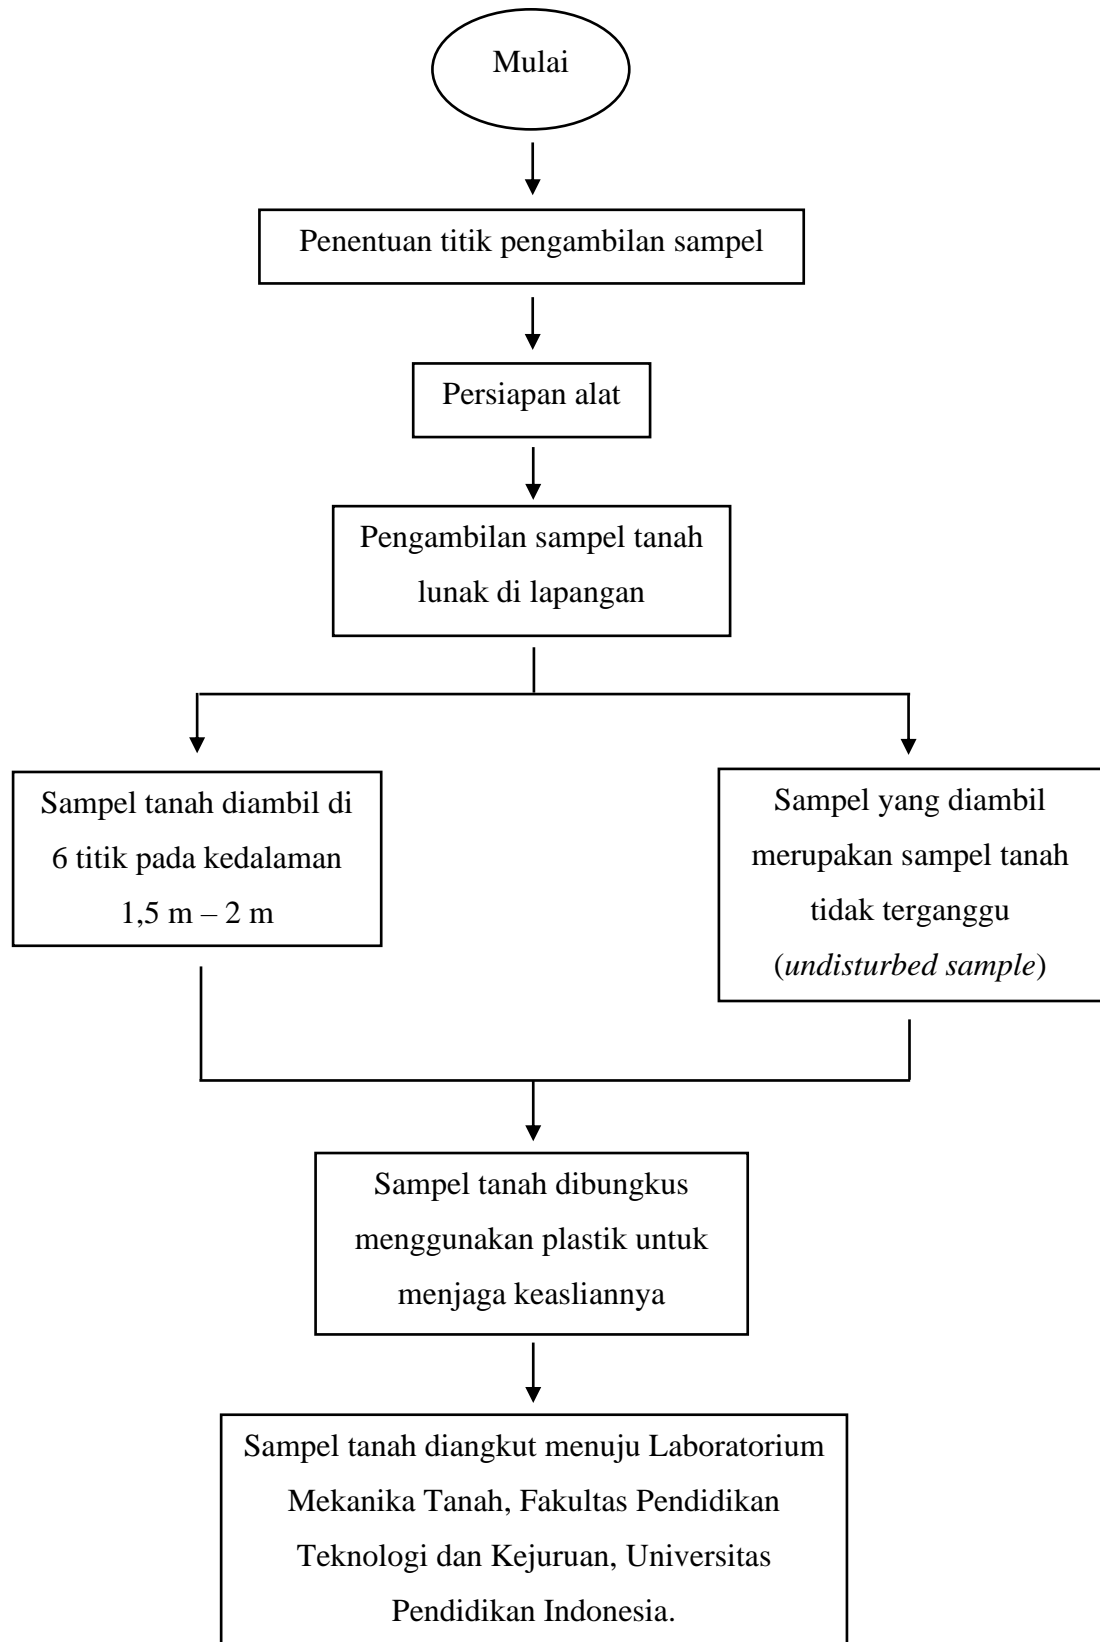 Mulai
Penentuan titik pengambilan sampel
Persiapan alat
Pengambilan sampel tanah
lunak di lapangan
Sampel tanah diambil di
6 titik pada kedalaman
1,5 m – 2 m
Sampel yang diambil
merupakan sampel tanah
tidak terganggu
(undisturbed sample)
Sampel tanah dibungkus
menggunakan plastik untuk
menjaga keasliannya
Sampel tanah diangkut menuju Laboratorium
Mekanika Tanah, Fakultas Pendidikan
Teknologi dan Kejuruan, Universitas
Pendidikan Indonesia.